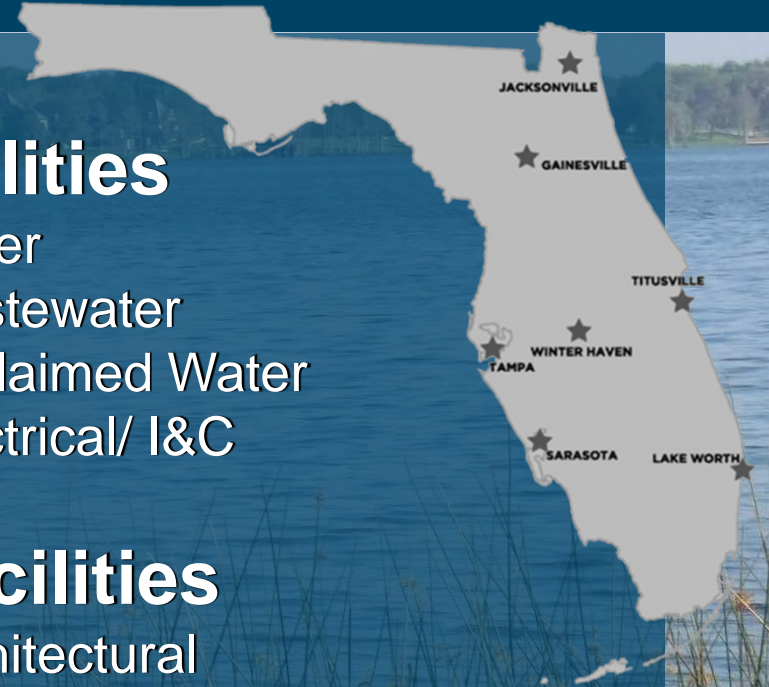 lities
er
stewater
laimed Water
ctrical/ I&C
cilities
hitectural
JACKSONVILLE
GAINESVILLE
TITUSVILLE
WINTER HAVEN
TAMPA
SARASOTA
LAKE WORTH